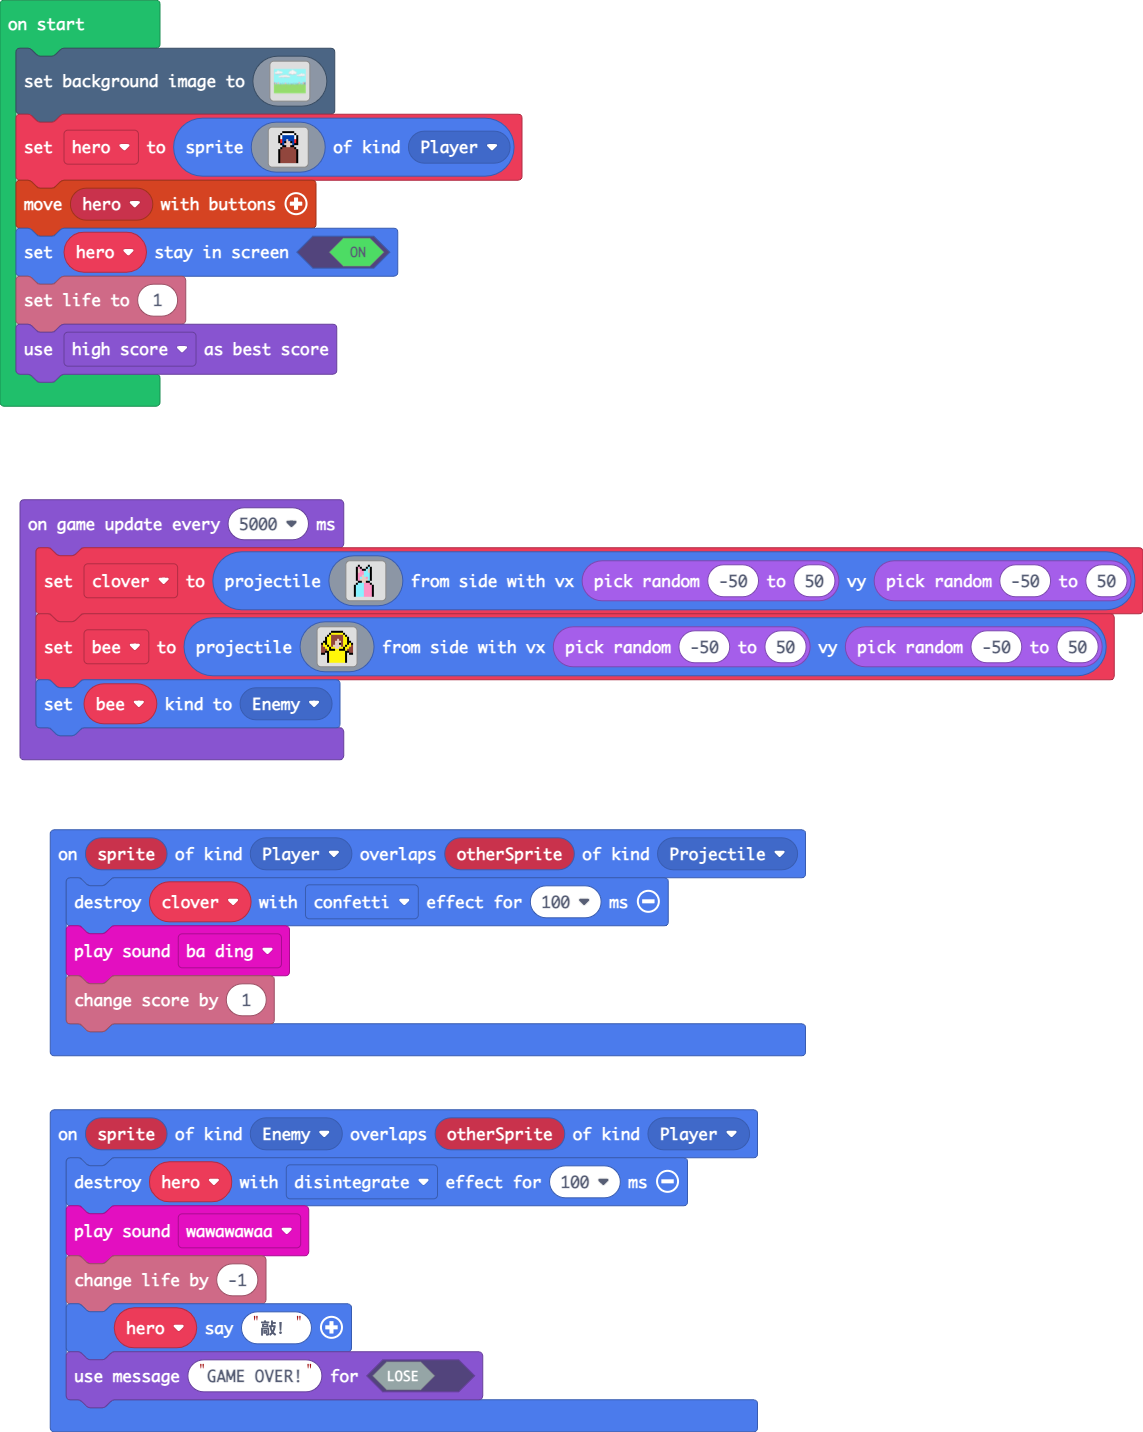 on start
set background image to
set hero to sprite of kind Player
move hero with buttons
set hero stay in screen ON
set life to 1
use high score as best score
on game update every 5000 ms
set clover to projectile from side with vx pick random -50 to 50 vy pick random -50 to 50
set bee to projectile from side with vx pick random -50 to 50 vy pick random -50 to 50
set bee kind to Enemy
on sprite of kind Player overlaps otherSprite of kind Projectile
destroy clover with confetti effect for 100 ms
play sound ba ding
change score by 1
on sprite of kind Enemy overlaps otherSprite of kind Player
destroy hero with disintegrate effect for 100 ms
play sound wawawawaa
change life by -1
hero say "敲! "
use message "GAME OVER!" for LOSE